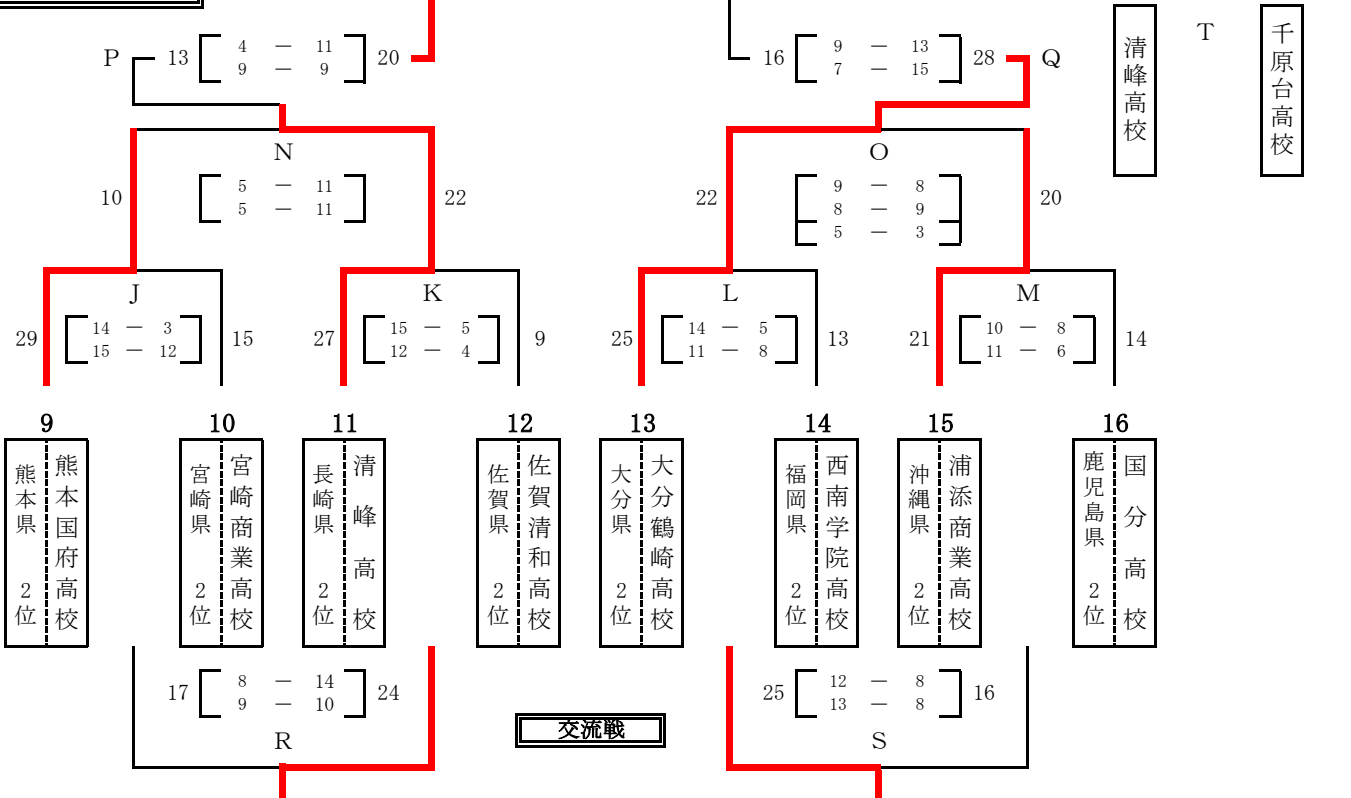 P 13 4 － 11 20
9 － 9
16 9 － 13 28 Q
7 － 15
清峰高校
T
千原台高校
N
10 5 － 11 22
5 － 11
O
22 9 － 8 20
8 － 9
5 － 3
J
29 14 － 3 15
15 － 12
K
27 15 － 5 9
12 － 4
L
25 14 － 5 13
11 － 8
M
21 10 － 8 14
11 － 6
9
熊本国府高校
熊本県 2位
10
宮崎商業高校
宮崎県 2位
11
清峰高校
長崎県 2位
12
佐賀清和高校
佐賀県 2位
13
大分鶴崎高校
大分県 2位
14
西南学院高校
福岡県 2位
15
浦添商業高校
沖縄県 2位
16
国分高校
鹿児島県 2位
17 8 － 14 24
9 － 10
R
交流戦
25 12 － 8 16
13 － 8
S